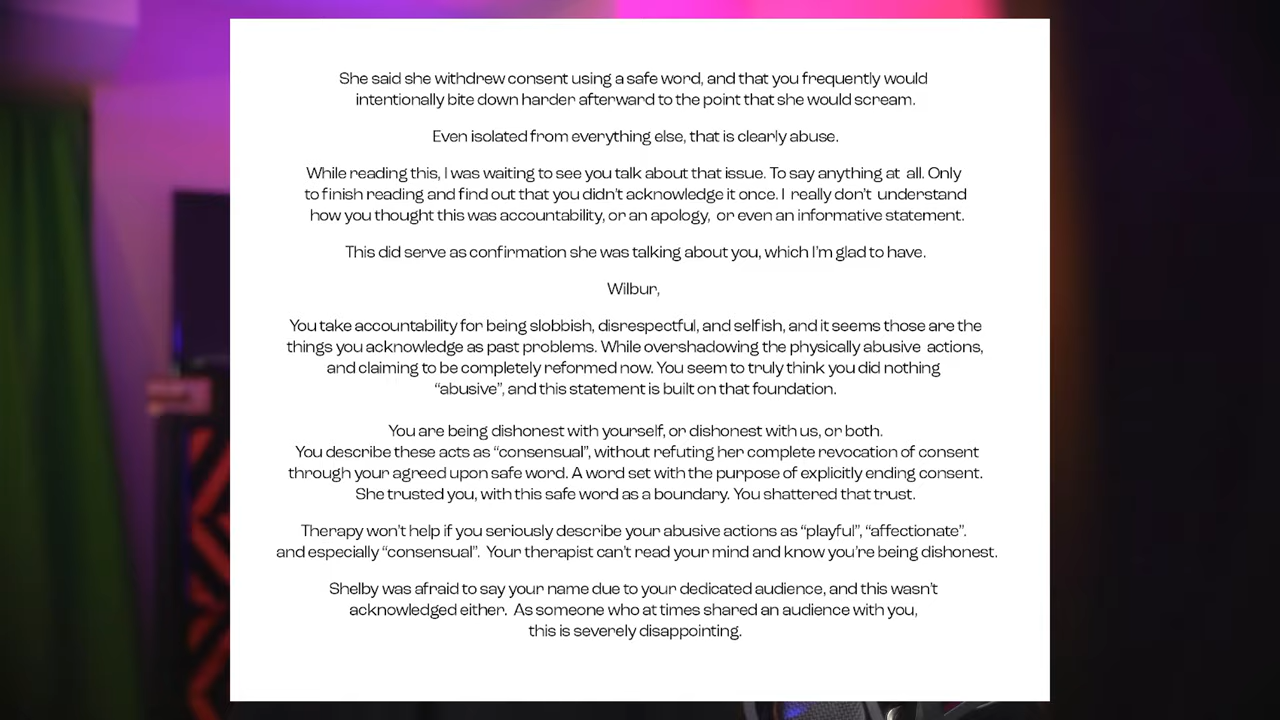 She said she withdrew consent using a safe word, and that you frequently would
intentionally bite down harder afterward to the point that she would scream.
Even isolated from everything else, that is clearly abuse.
While reading this, I was waiting to see you talk about that issue. To say anything at all. Only
to finish reading and find out that you didn't acknowledge it once. I really don't understand
how you thought this was accountability, or an apology, or even an informative statement.
This did serve as confirmation she was talking about you, which I'm glad to have.
Wilbur,
You take accountability for being slobbish, disrespectful, and selfish, and it seems those are the
things you acknowledge as past problems. While overshadowing the physically abusive actions,
and claiming to be completely reformed now. You seem to truly think you did nothing
“abusive”, and this statement is built on that foundation.
You are being dishonest with yourself, or dishonest with us, or both.
You describe these acts as “consensual”, without refuting her complete revocation of consent
through your agreed upon safe word. A word set with the purpose of explicitly ending consent.
She trusted you, with this safe word as a boundary. You shattered that trust.
Therapy won't help if you seriously describe your abusive actions as “playful”, “affectionate”.
and especially “consensual”. Your therapist can't read your mind and know you're being dishonest.
Shelby was afraid to say your name due to your dedicated audience, and this wasn't
acknowledged either. As someone who at times shared an audience with you,
this is severely disappointing.